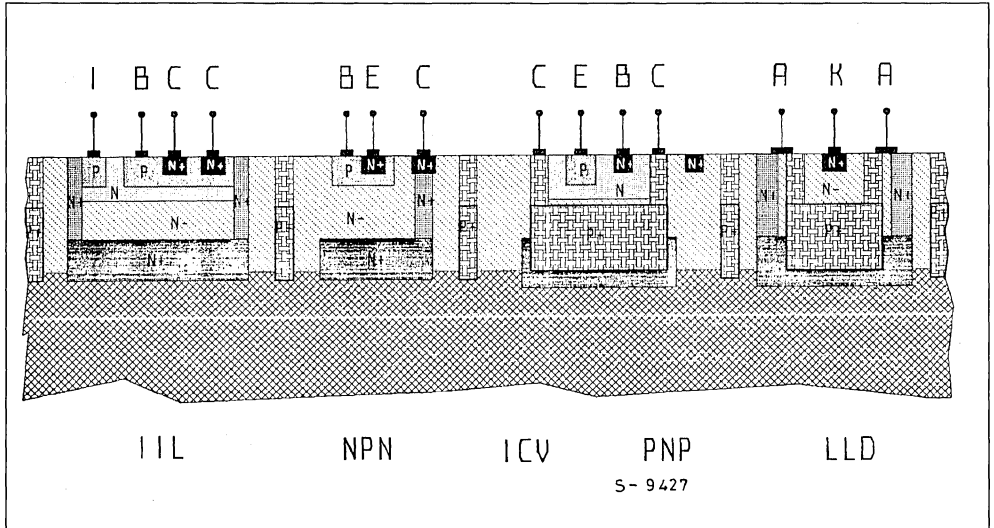 I B C C B E C C E B C A K A
P P N+ N+ P N+ N+ P N+ N+ N+
N N N-
N+ N+ N- N+ N+
N- P+ P+
N+ N+
IIL NPN ICV PNP LLD
S-9427